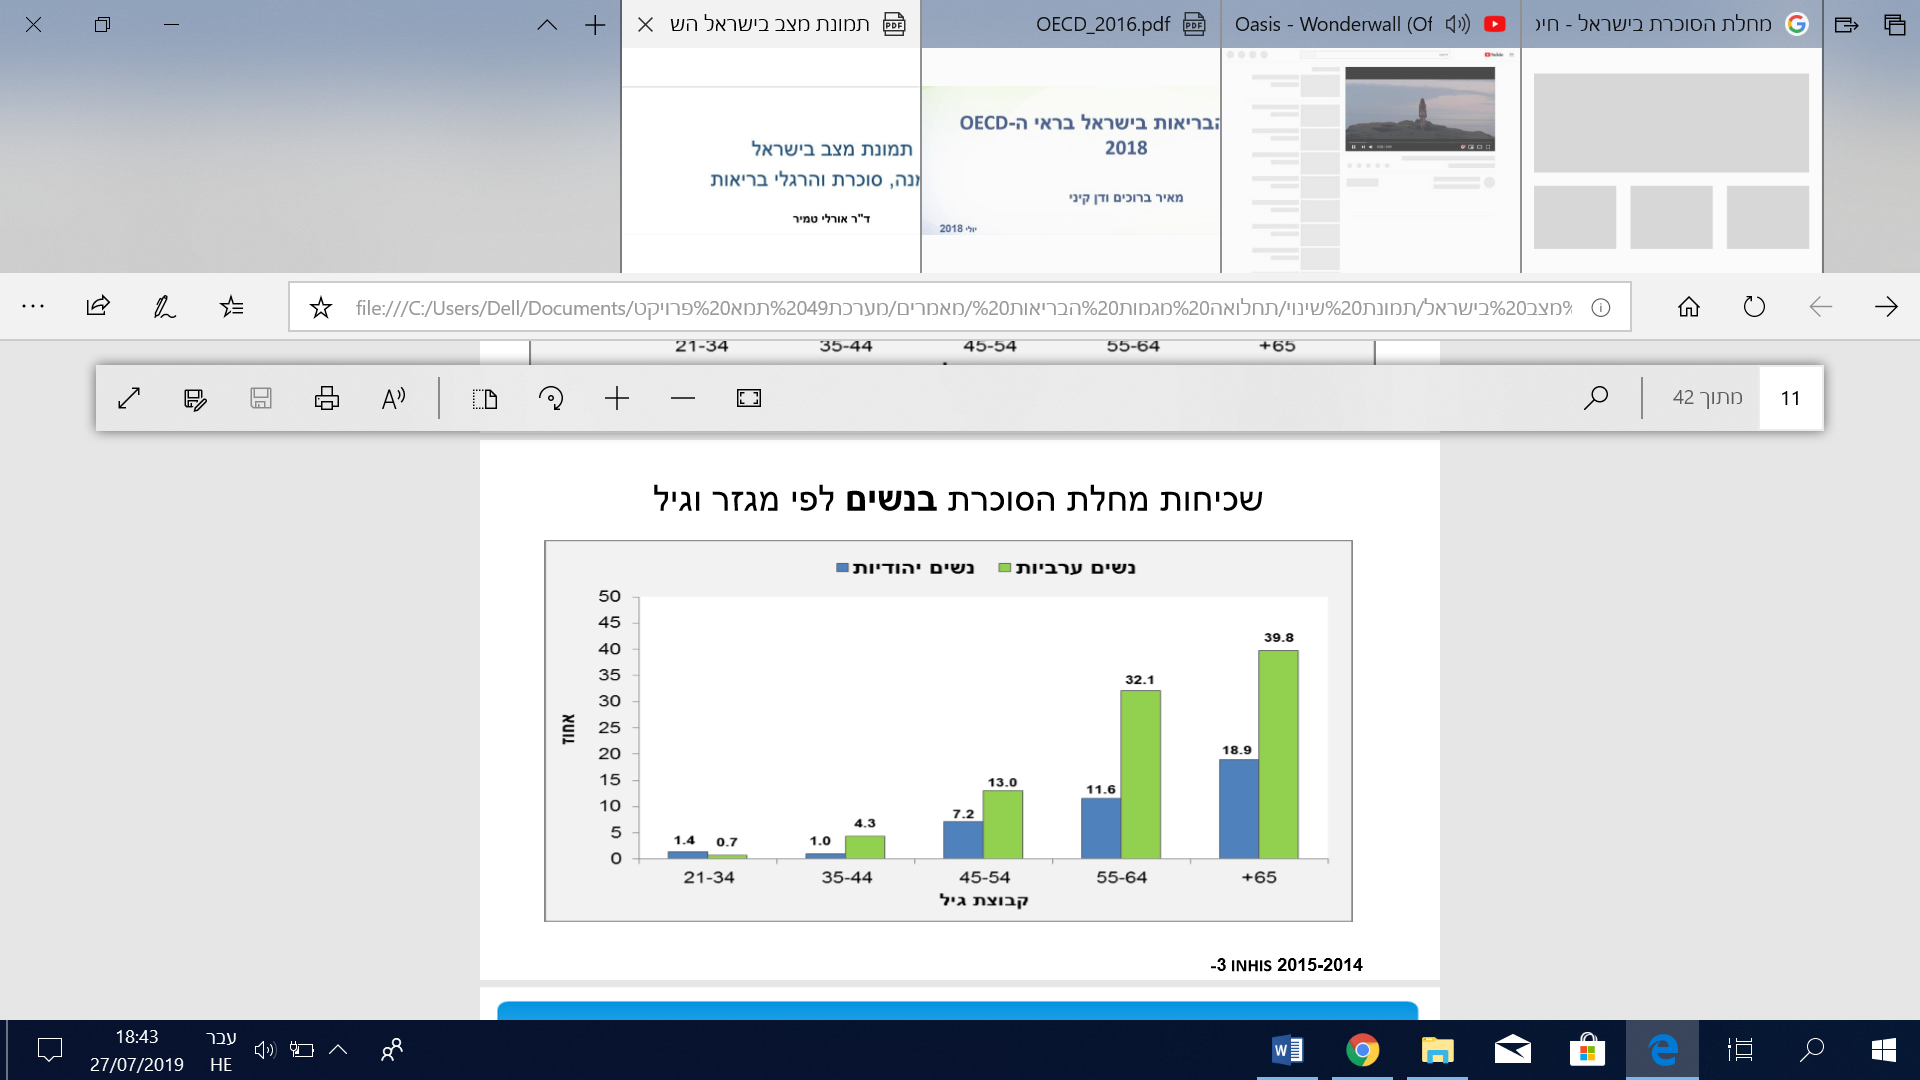 תמונת מצב בישראל הש
OECD_2016.pdf
Oasis - Wonderwall (Of
מחלת הסוכרת בישראל - חיפ
תמונת מצב בישראל
סוכרת והרגלי בריאות
ד"ר אורלי טמיר
הבריאות בישראל בראי ה-OECD
2018
מאיר ברוכים ודן קיני
יולי 2018
file:///C:/Users/Dell/Documents/פרויקט%20תמא%2049מערכת/מאמרים/%20הבריאות%20מגמות%20תחלואה/שינוי%20תמונת/מצב%20בישראל%
21-34 35-44 45-54 55-64 +65
11 מתוך 42
שכיחות מחלת הסוכרת בנשים לפי מגזר וגיל
נשים יהודיות נשים ערביות
50
45
40
35
30
25
20
15
10
5
0
אחוז
1.4 0.7
1.0 4.3
7.2 13.0
11.6 32.1
18.9 39.8
21-34 35-44 45-54 55-64 +65
קבוצת גיל
-3 INHIS 2015-2014
18:43
27/07/2019
עבר
HE